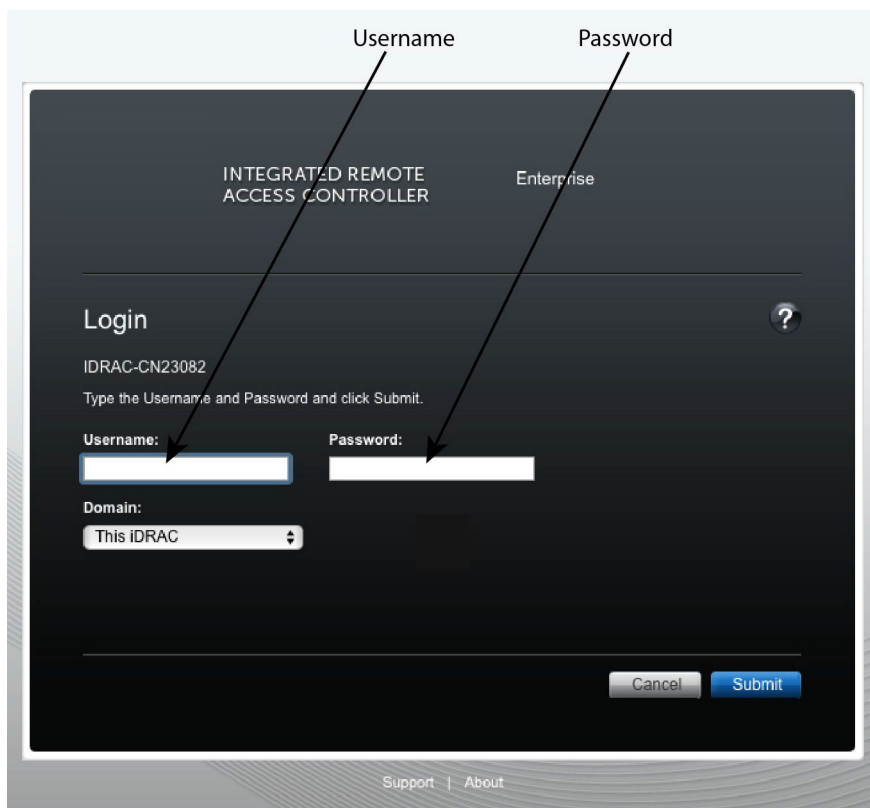 Username Password
INTEGRATED REMOTE
ACCESS CONTROLLER
Enterprise
Login
?
IDRAC-CN23082
Type the Username and Password and click Submit.
Username: Password:
Domain:
This iDRAC
Cancel Submit
Support | About